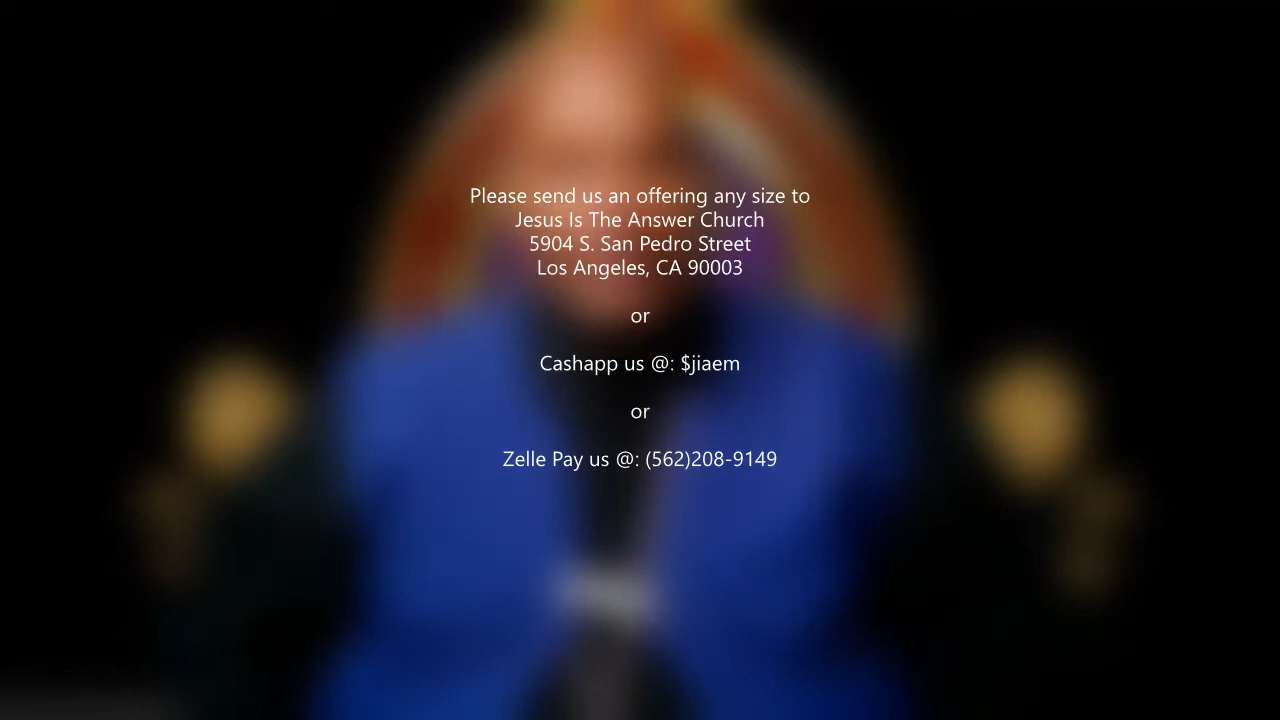 Please send us an offering any size to
Jesus Is The Answer Church
5904 S. San Pedro Street
Los Angeles, CA 90003
or
Cashapp us @: $jiaem
or
Zelle Pay us @: (562)208-9149